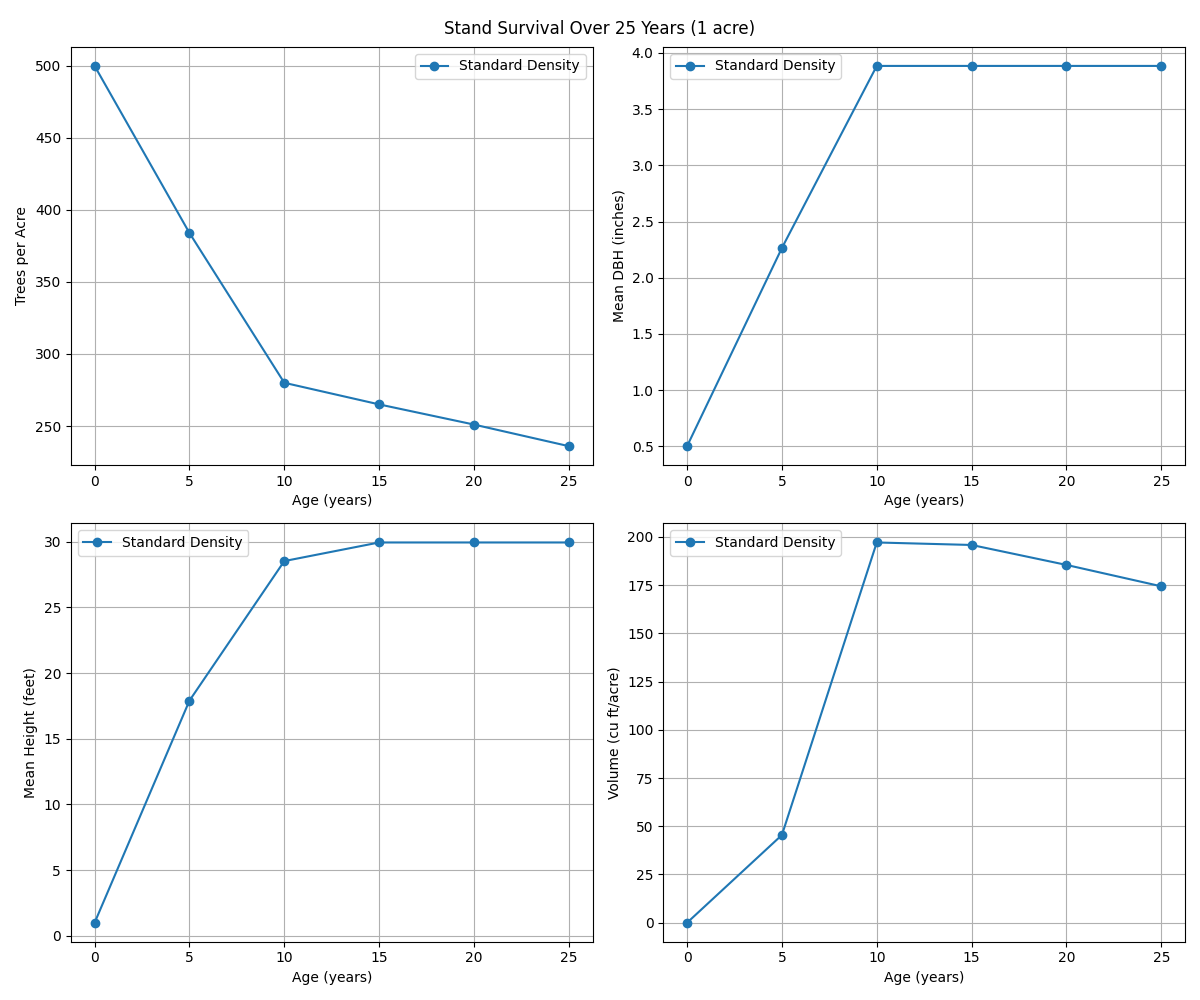 Stand Survival Over 25 Years (1 acre)
Standard Density
Trees per Acre
500
450
400
350
300
250
0 5 10 15 20 25
Age (years)
Standard Density
Mean DBH (inches)
4.0
3.5
3.0
2.5
2.0
1.5
1.0
0.5
0 5 10 15 20 25
Age (years)
Standard Density
Mean Height (feet)
30
25
20
15
10
5
0
0 5 10 15 20 25
Age (years)
Standard Density
Volume (cu ft/acre)
200
175
150
125
100
75
50
25
0
0 5 10 15 20 25
Age (years)